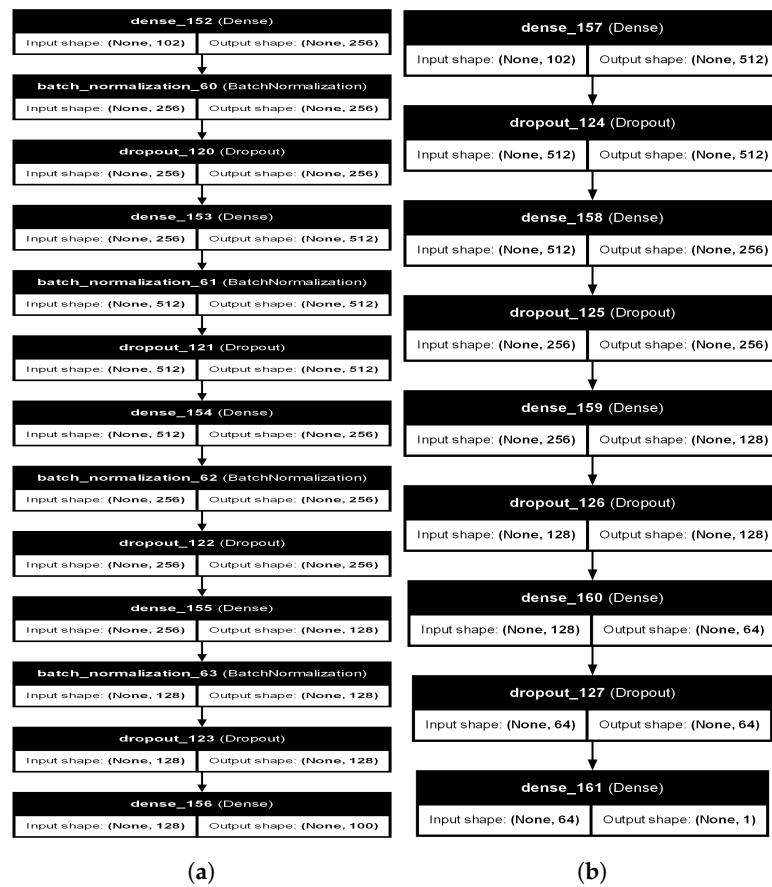 dense_152 (Dense)
Input shape: (None, 102) Output shape: (None, 256)
batch_normalization_60 (BatchNormalization)
Input shape: (None, 256) Output shape: (None, 256)
dropout_120 (Dropout)
Input shape: (None, 256) Output shape: (None, 256)
dense_153 (Dense)
Input shape: (None, 256) Output shape: (None, 512)
batch_normalization_61 (BatchNormalization)
Input shape: (None, 512) Output shape: (None, 512)
dropout_121 (Dropout)
Input shape: (None, 512) Output shape: (None, 512)
dense_154 (Dense)
Input shape: (None, 512) Output shape: (None, 256)
batch_normalization_62 (BatchNormalization)
Input shape: (None, 256) Output shape: (None, 256)
dropout_122 (Dropout)
Input shape: (None, 256) Output shape: (None, 256)
dense_155 (Dense)
Input shape: (None, 256) Output shape: (None, 128)
batch_normalization_63 (BatchNormalization)
Input shape: (None, 128) Output shape: (None, 128)
dropout_123 (Dropout)
Input shape: (None, 128) Output shape: (None, 128)
dense_156 (Dense)
Input shape: (None, 128) Output shape: (None, 100)
(a)
dense_157 (Dense)
Input shape: (None, 102) Output shape: (None, 512)
dropout_124 (Dropout)
Input shape: (None, 512) Output shape: (None, 512)
dense_158 (Dense)
Input shape: (None, 512) Output shape: (None, 256)
dropout_125 (Dropout)
Input shape: (None, 256) Output shape: (None, 256)
dense_159 (Dense)
Input shape: (None, 256) Output shape: (None, 128)
dropout_126 (Dropout)
Input shape: (None, 128) Output shape: (None, 128)
dense_160 (Dense)
Input shape: (None, 128) Output shape: (None, 64)
dropout_127 (Dropout)
Input shape: (None, 64) Output shape: (None, 64)
dense_161 (Dense)
Input shape: (None, 64) Output shape: (None, 1)
(b)